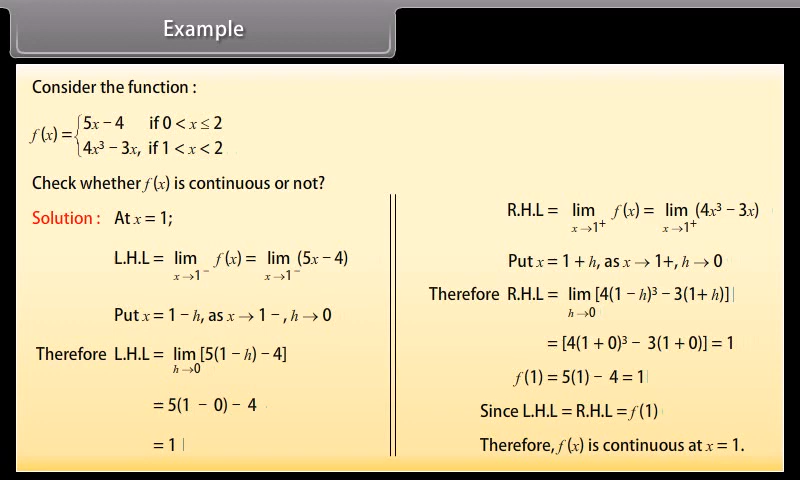 Example
Consider the function :
f (x) = { 5x − 4 if 0 < x ≤ 2
4x³ − 3x, if 1 < x < 2
Check whether f (x) is continuous or not?
Solution : At x = 1;
L.H.L = lim x→1⁻ f (x) = lim x→1⁻ (5x − 4)
Put x = 1 − h, as x → 1 − , h → 0
Therefore L.H.L = lim h→0 [5(1 − h) − 4]
= 5(1 − 0) − 4
= 1
R.H.L = lim x→1⁺ f (x) = lim x→1⁺ (4x³ − 3x)
Put x = 1 + h, as x → 1+, h → 0
Therefore R.H.L = lim h→0 [4(1 − h)³ − 3(1+ h)]
= [4(1 + 0)³ − 3(1 + 0)] = 1
f (1) = 5(1) − 4 = 1
Since L.H.L = R.H.L = f (1)
Therefore, f (x) is continuous at x = 1.